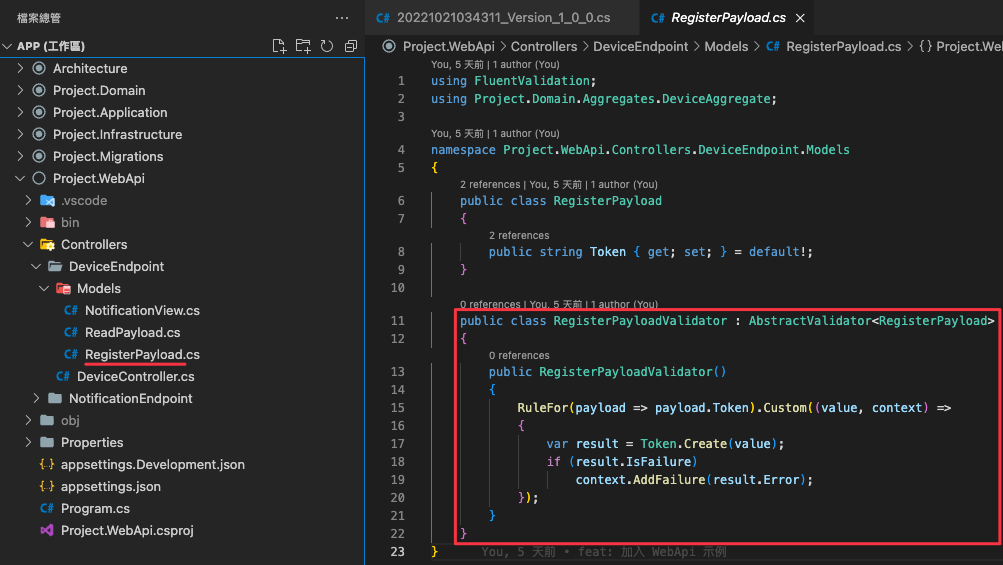 檔案總管
APP (工作區)
Architecture
Project.Domain
Project.Application
Project.Infrastructure
Project.Migrations
Project.WebApi
.vscode
bin
Controllers
DeviceEndpoint
Models
C# NotificationView.cs
C# ReadPayload.cs
C# RegisterPayload.cs
C# DeviceController.cs
NotificationEndpoint
obj
Properties
{..} appsettings.Development.json
{..} appsettings.json
C# Program.cs
Project.WebApi.csproj
C# 20221021034311_Version_1_0_0.cs
C# RegisterPayload.cs
Project.WebApi > Controllers > DeviceEndpoint > Models > C# RegisterPayload.cs > {} Project.We
You, 5 天前 | 1 author (You)
1 using FluentValidation;
2 using Project.Domain.Aggregates.DeviceAggregate;
3
You, 5 天前 | 1 author (You)
4 namespace Project.WebApi.Controllers.DeviceEndpoint.Models
5 {
2 references | You, 5 天前 | 1 author (You)
6 public class RegisterPayload
7 {
2 references
8 public string Token { get; set; } = default!;
9 }
10
0 references | You, 5 天前 | 1 author (You)
11 public class RegisterPayloadValidator : AbstractValidator<RegisterPayload>
12 {
0 references
13 public RegisterPayloadValidator()
14 {
15 RuleFor(payload => payload.Token).Custom((value, context) =>
16 {
17 var result = Token.Create(value);
18 if (result.IsFailure)
19 context.AddFailure(result.Error);
20 });
21 }
22 }
23 } You, 5 天前 • feat: 加入 WebApi 示例